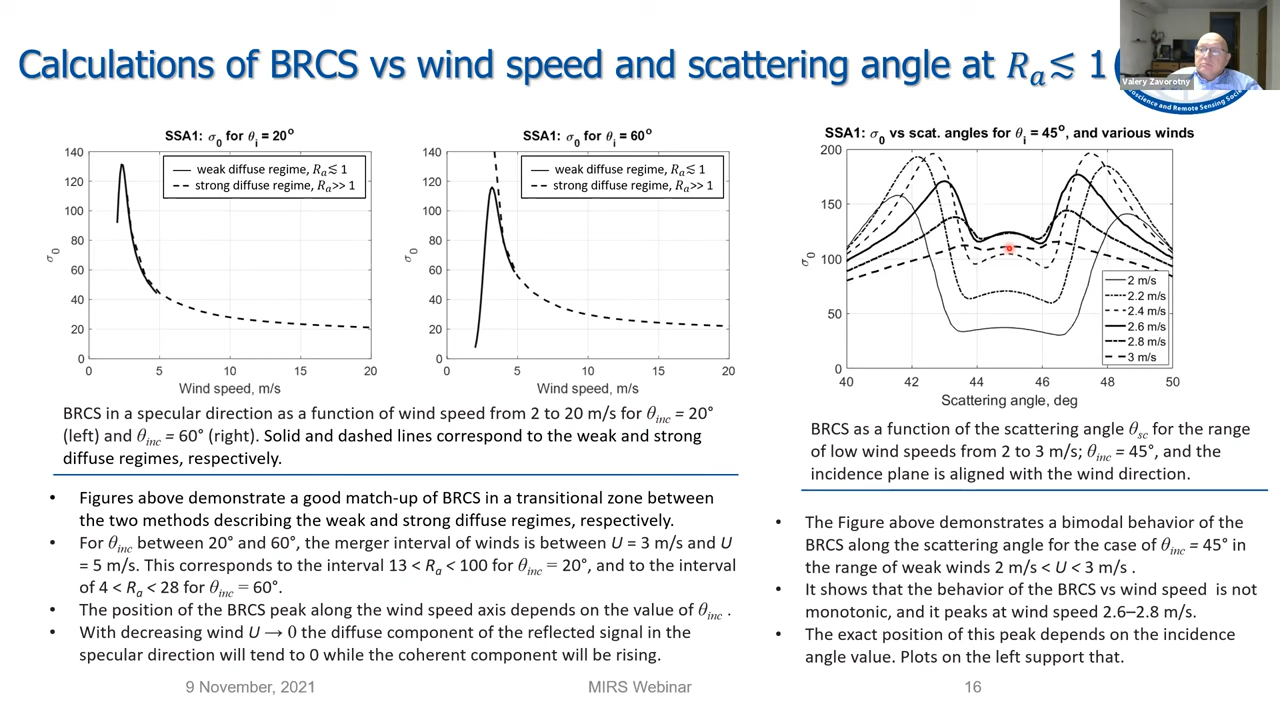 Calculations of BRCS vs wind speed and scattering angle at Rₐ ≲ 1
Valery Zavorotny
oscience and Remote Sensing Soci
SSA1: σ₀ for θᵢ = 20°
140
120
100
80
60
40
20
0
σ₀
weak diffuse regime, Rₐ ≲ 1
strong diffuse regime, Rₐ>> 1
0 5 10 15 20
Wind speed, m/s
SSA1: σ₀ for θᵢ = 60°
140
120
100
80
60
40
20
0
σ₀
weak diffuse regime, Rₐ ≲ 1
strong diffuse regime, Rₐ>> 1
0 5 10 15 20
Wind speed, m/s
SSA1: σ₀ vs scat. angles for θᵢ = 45°, and various winds
200
150
100
50
0
σ₀
2 m/s
2.2 m/s
2.4 m/s
2.6 m/s
2.8 m/s
3 m/s
40 42 44 46 48 50
Scattering angle, deg
BRCS in a specular direction as a function of wind speed from 2 to 20 m/s for θinc = 20°
(left) and θinc = 60° (right). Solid and dashed lines correspond to the weak and strong
diffuse regimes, respectively.
• Figures above demonstrate a good match-up of BRCS in a transitional zone between
the two methods describing the weak and strong diffuse regimes, respectively.
• For θinc between 20° and 60°, the merger interval of winds is between U = 3 m/s and U
= 5 m/s. This corresponds to the interval 13 < Rₐ < 100 for θinc = 20°, and to the interval
of 4 < Rₐ < 28 for θinc = 60°.
• The position of the BRCS peak along the wind speed axis depends on the value of θinc .
• With decreasing wind U → 0 the diffuse component of the reflected signal in the
specular direction will tend to 0 while the coherent component will be rising.
BRCS as a function of the scattering angle θsc for the range
of low wind speeds from 2 to 3 m/s; θinc = 45°, and the
incidence plane is aligned with the wind direction.
• The Figure above demonstrates a bimodal behavior of the
BRCS along the scattering angle for the case of θinc = 45° in
the range of weak winds 2 m/s < U < 3 m/s .
• It shows that the behavior of the BRCS vs wind speed is not
monotonic, and it peaks at wind speed 2.6–2.8 m/s.
• The exact position of this peak depends on the incidence
angle value. Plots on the left support that.
9 November, 2021
MIRS Webinar
16